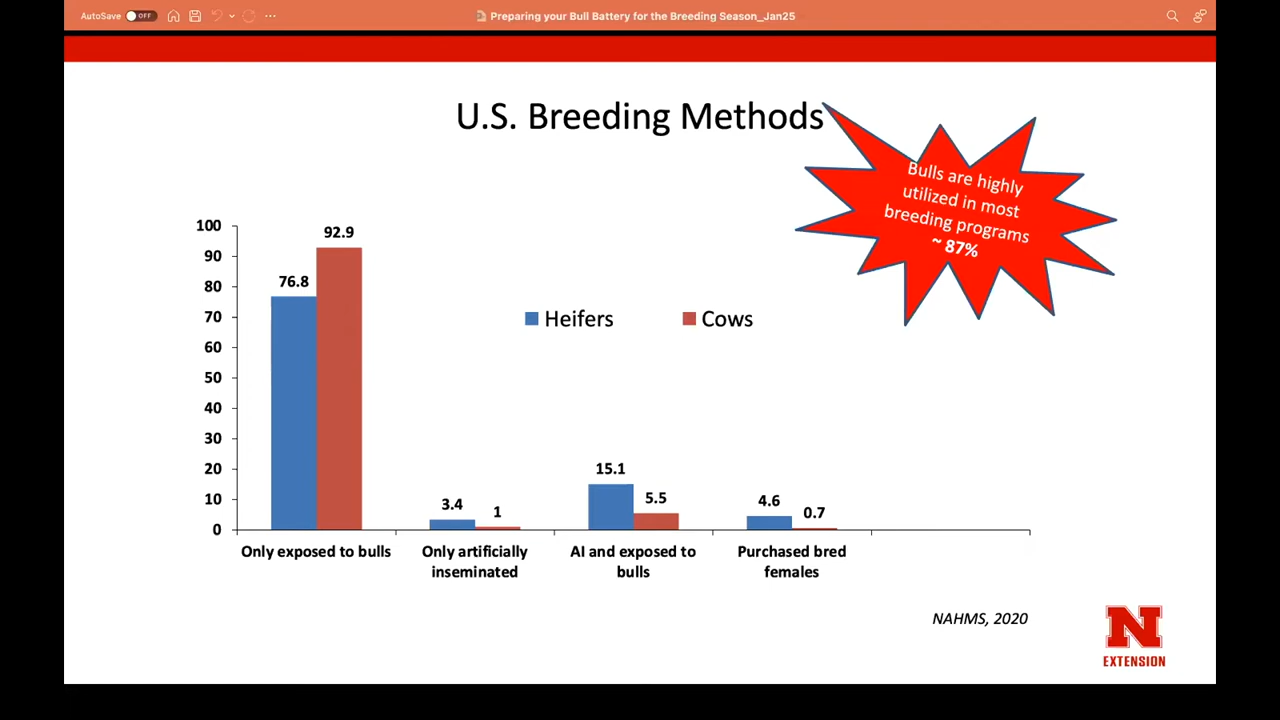 AutoSave OFF
Preparing your Bull Battery for the Breeding Season_Jan25
U.S. Breeding Methods
Bulls are highly
utilized in most
breeding programs
~ 87%
100
90
80
70
60
50
40
30
20
10
0
76.8
92.9
3.4
1
15.1
5.5
4.6
0.7
Heifers
Cows
Only exposed to bulls
Only artificially
inseminated
AI and exposed to
bulls
Purchased bred
females
NAHMS, 2020
N
EXTENSION